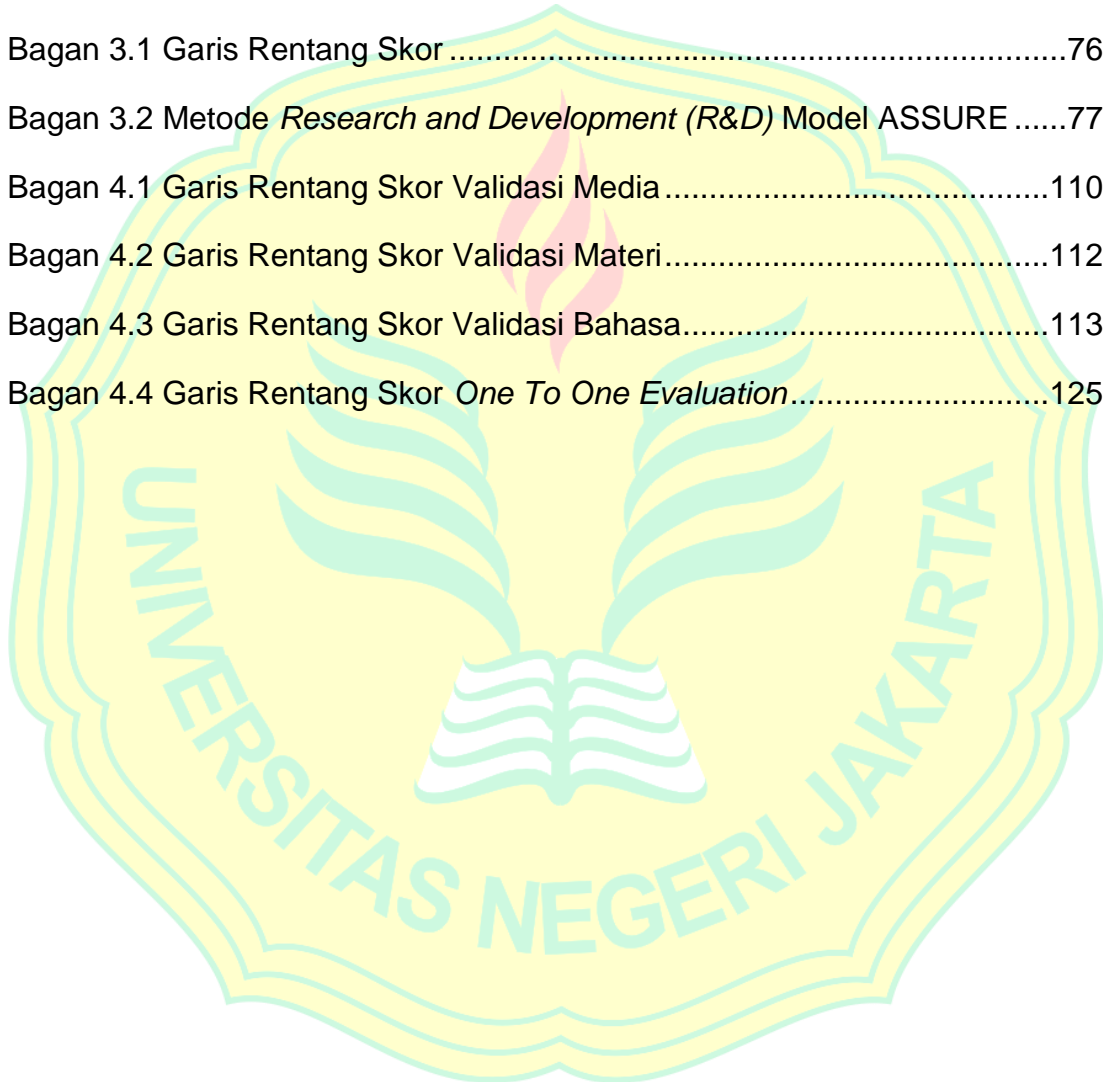 Bagan 3.1 Garis Rentang Skor.....................................................................76
Bagan 3.2 Metode Research and Development (R&D) Model ASSURE......77
Bagan 4.1 Garis Rentang Skor Validasi Media...........................................110
Bagan 4.2 Garis Rentang Skor Validasi Materi...........................................112
Bagan 4.3 Garis Rentang Skor Validasi Bahasa.........................................113
Bagan 4.4 Garis Rentang Skor One To One Evaluation.............................125
UNIVERSITAS NEGERI JAKARTA